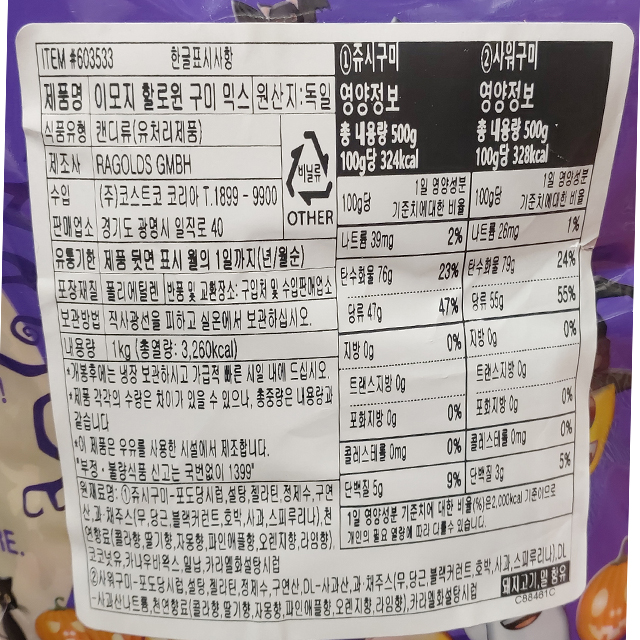 ITEM #603533 한글표시사항
제품명 이모지 할로윈 구미 믹스 원산지:독일
식품유형 캔디류(유처리제품)
제조사 RAGOLDS GMBH
수입 (주)코스트코 코리아 T.1899 - 9900
판매업소 경기도 광명시 일직로 40
비닐류
OTHER
유통기한 제품 뒷면 표시 월의 1일까지(년/월순)
포장재질 폴리에틸렌 반품 및 교환장소: 구입처 및 수입판매업소
보관방법 직사광선을 피하고 실온에서 보관하십시오.
내용량 1kg (총열량: 3,260kcal)
*개봉후에는 냉장 보관하시고 가급적 빠른 시일 내에 드십시오
*제품 각각의 수량은 차이가 있을 수 있으나, 총중량은 내용량과
같습니다
*이 제품은 우유를 사용한 시설에서 제조합니다.
"부정·불량식품 신고는 국번없이 1399"
원재료명: ①쥬시구미-포도당시럽,설탕,젤라틴,정제수,구연
산,과·채주스(무,당근,블랙커런트,호박,사과,스피루리나),천
연향료(콜라향,딸기향,자몽향,파인애플향,오렌지향,라임향),
코코넛유,카나우바왁스,밀납,카라멜화설탕시럽
②사워구미-포도당시럽,설탕,젤라틴,정제수,구연산,DL-사과산,과·채주스(무,당근,블랙커런트,호박,사과,스피루리나),DL
-사과산나트륨,천연향료(콜라향,딸기향,자몽향,파인애플향,오렌지향,라임향),카라멜화설탕시럽
돼지고기,밀 함유
C88481C
①쥬시구미
영양정보
총 내용량 500g
100g당 324kcal
100g당 1일 영양성분
기준치에대한 비율
나트륨 39mg 2%
탄수화물 76g 23%
당류 47g 47%
지방 0g 0%
트랜스지방 0g
포화지방 0g 0%
콜레스테롤 0mg 0%
단백질 5g 9%
②사워구미
영양정보
총 내용량 500g
100g당 328kcal
100g당 1일 영양성분
기준치에대한 비율
나트륨 26mg 1%
탄수화물 79g 24%
당류 55g 55%
지방 0g 0%
트랜스지방 0g
포화지방 0g 0%
콜레스테롤 0mg 0%
단백질 3g 5%
1일 영양성분 기준치에 대한 비율(%)은2,000kcal 기준이므로
개인의 필요 열량에 따라 다를수 있습니다.